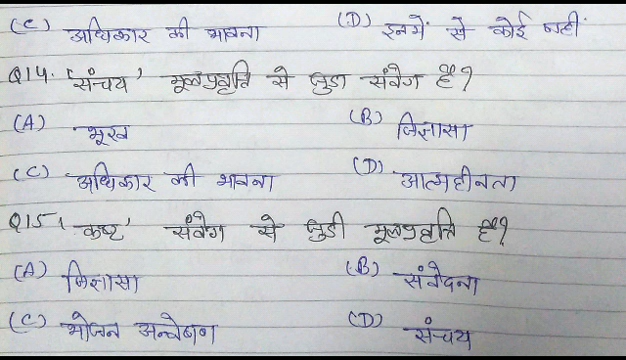 (C) अधिकार की भावना (D) इनमें से कोई नहीं
Q14. 'संचय' मूलप्रवृत्ति से जुडा संवेग है?
(A) भूख (B) जिज्ञासा
(C) अधिकार की भावना (D) आत्महीनता
Q15. 'कष्ट' संवेग से जुडी मूलप्रवृत्ति है?
(A) जिज्ञासा (B) संवेदना
(C) भोजन अन्वेषण (D) संचय